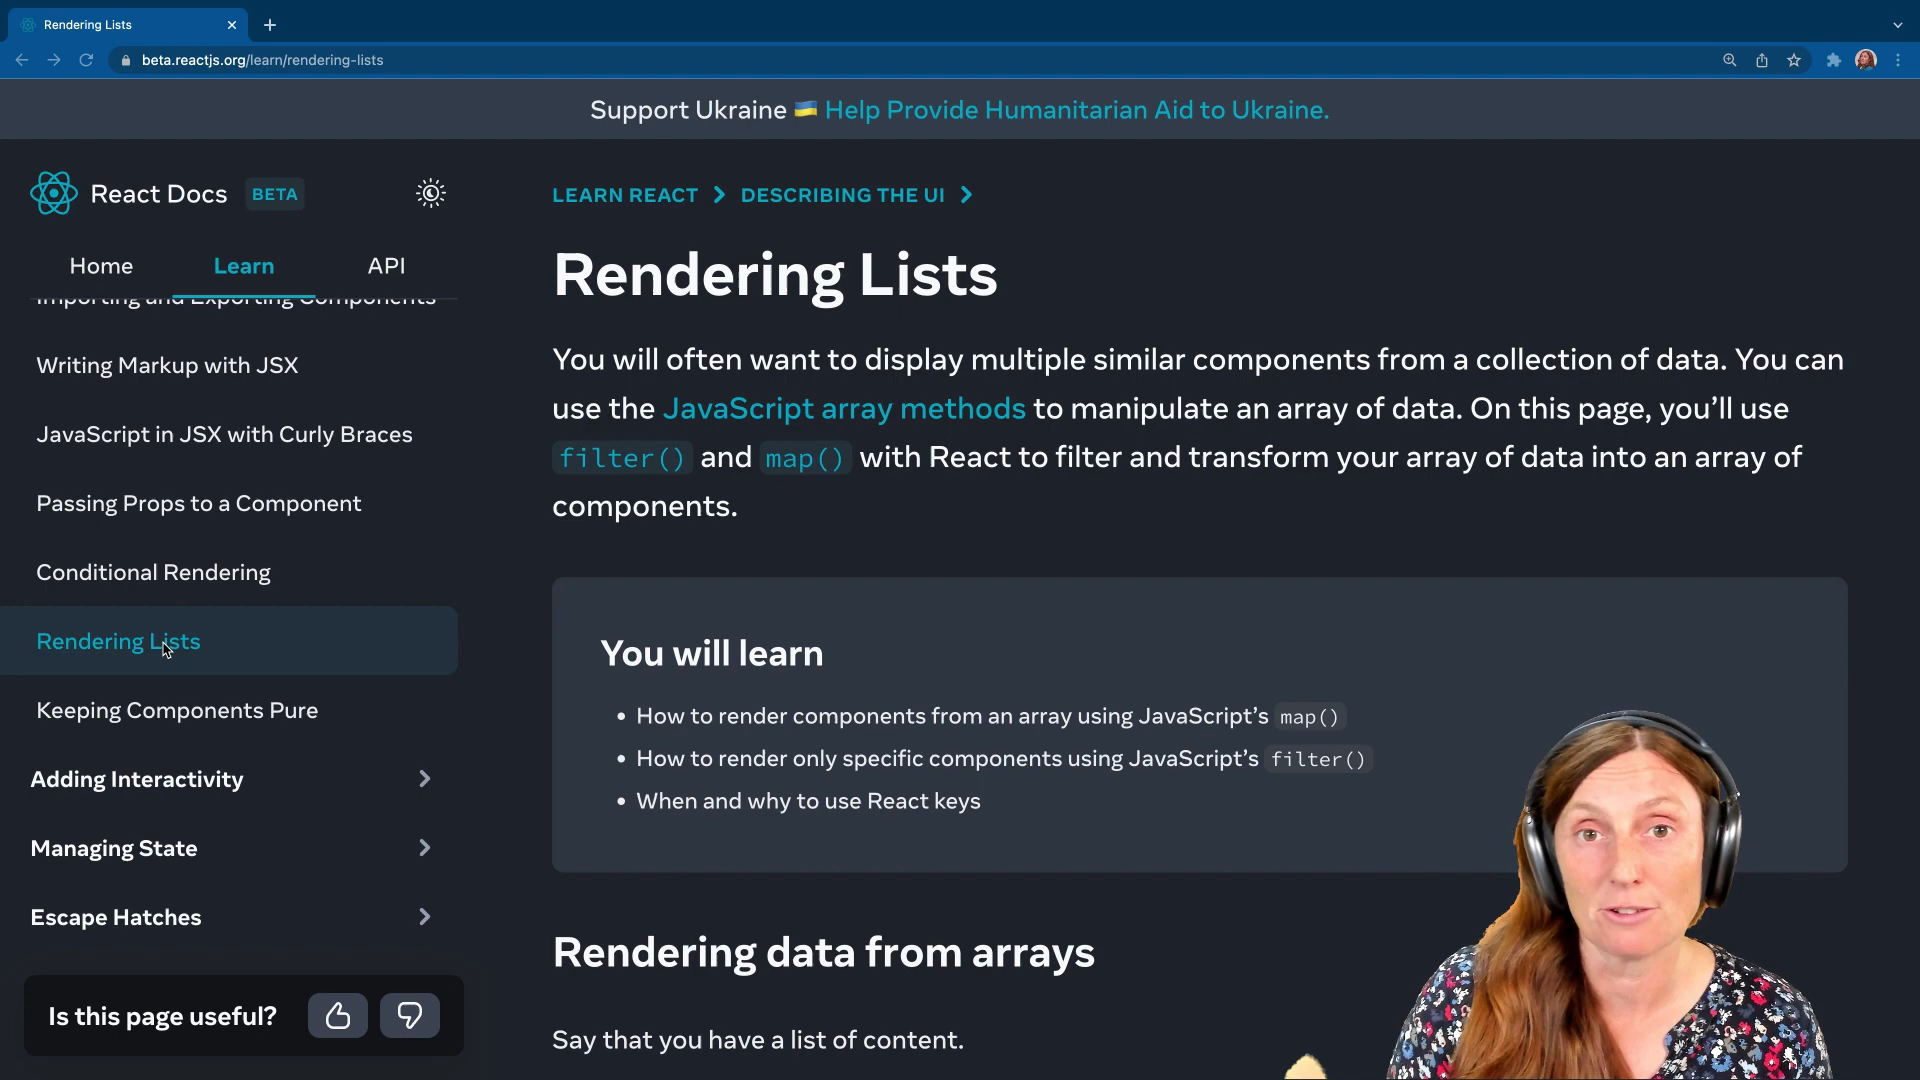 Rendering Lists
beta.reactjs.org/learn/rendering-lists
Support Ukraine 🇺🇦 Help Provide Humanitarian Aid to Ukraine.
React Docs BETA
Home Learn API
Importing and Exporting Components
Writing Markup with JSX
JavaScript in JSX with Curly Braces
Passing Props to a Component
Conditional Rendering
Rendering Lists
Keeping Components Pure
Adding Interactivity
Managing State
Escape Hatches
Is this page useful?
LEARN REACT > DESCRIBING THE UI >
Rendering Lists
You will often want to display multiple similar components from a collection of data. You can
use the JavaScript array methods to manipulate an array of data. On this page, you’ll use
filter() and map() with React to filter and transform your array of data into an array of
components.
You will learn
• How to render components from an array using JavaScript’s map()
• How to render only specific components using JavaScript’s filter()
• When and why to use React keys
Rendering data from arrays
Say that you have a list of content.